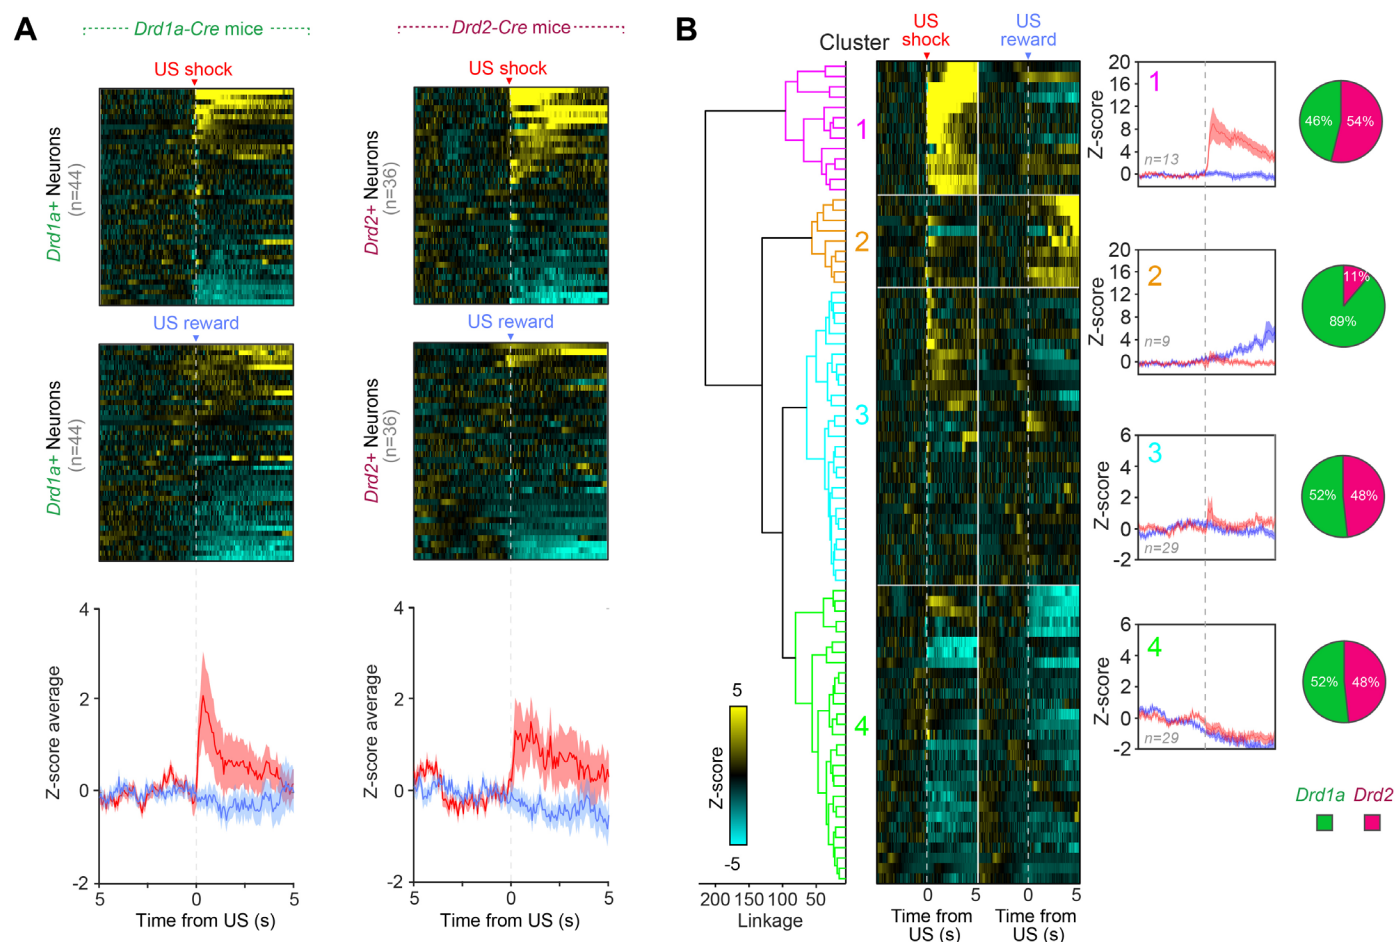 A
Drd1a-Cre mice
Drd2-Cre mice
US shock
US shock
Drd1a+ Neurons
(n=44)
Drd2+ Neurons
(n=36)
US reward
US reward
Drd1a+ Neurons
(n=44)
Drd2+ Neurons
(n=36)
Z-score average
4
2
0
-2
5
0
5
Time from US (s)
Z-score average
4
2
0
-2
5
0
5
Time from US (s)
B
Cluster
US
shock
US
reward
1
2
3
4
5
Z-score
-5
200 150 100 50
Linkage
0 5
Time from
US (s)
0 5
Time from
US (s)
Z-score
20
16
12
8
4
0
1
n=13
46%
54%
Z-score
20
16
12
8
4
0
2
n=9
11%
89%
Z-score
6
4
2
0
-2
3
n=29
52%
48%
Z-score
6
4
2
0
-2
4
n=29
52%
48%
Drd1a Drd2